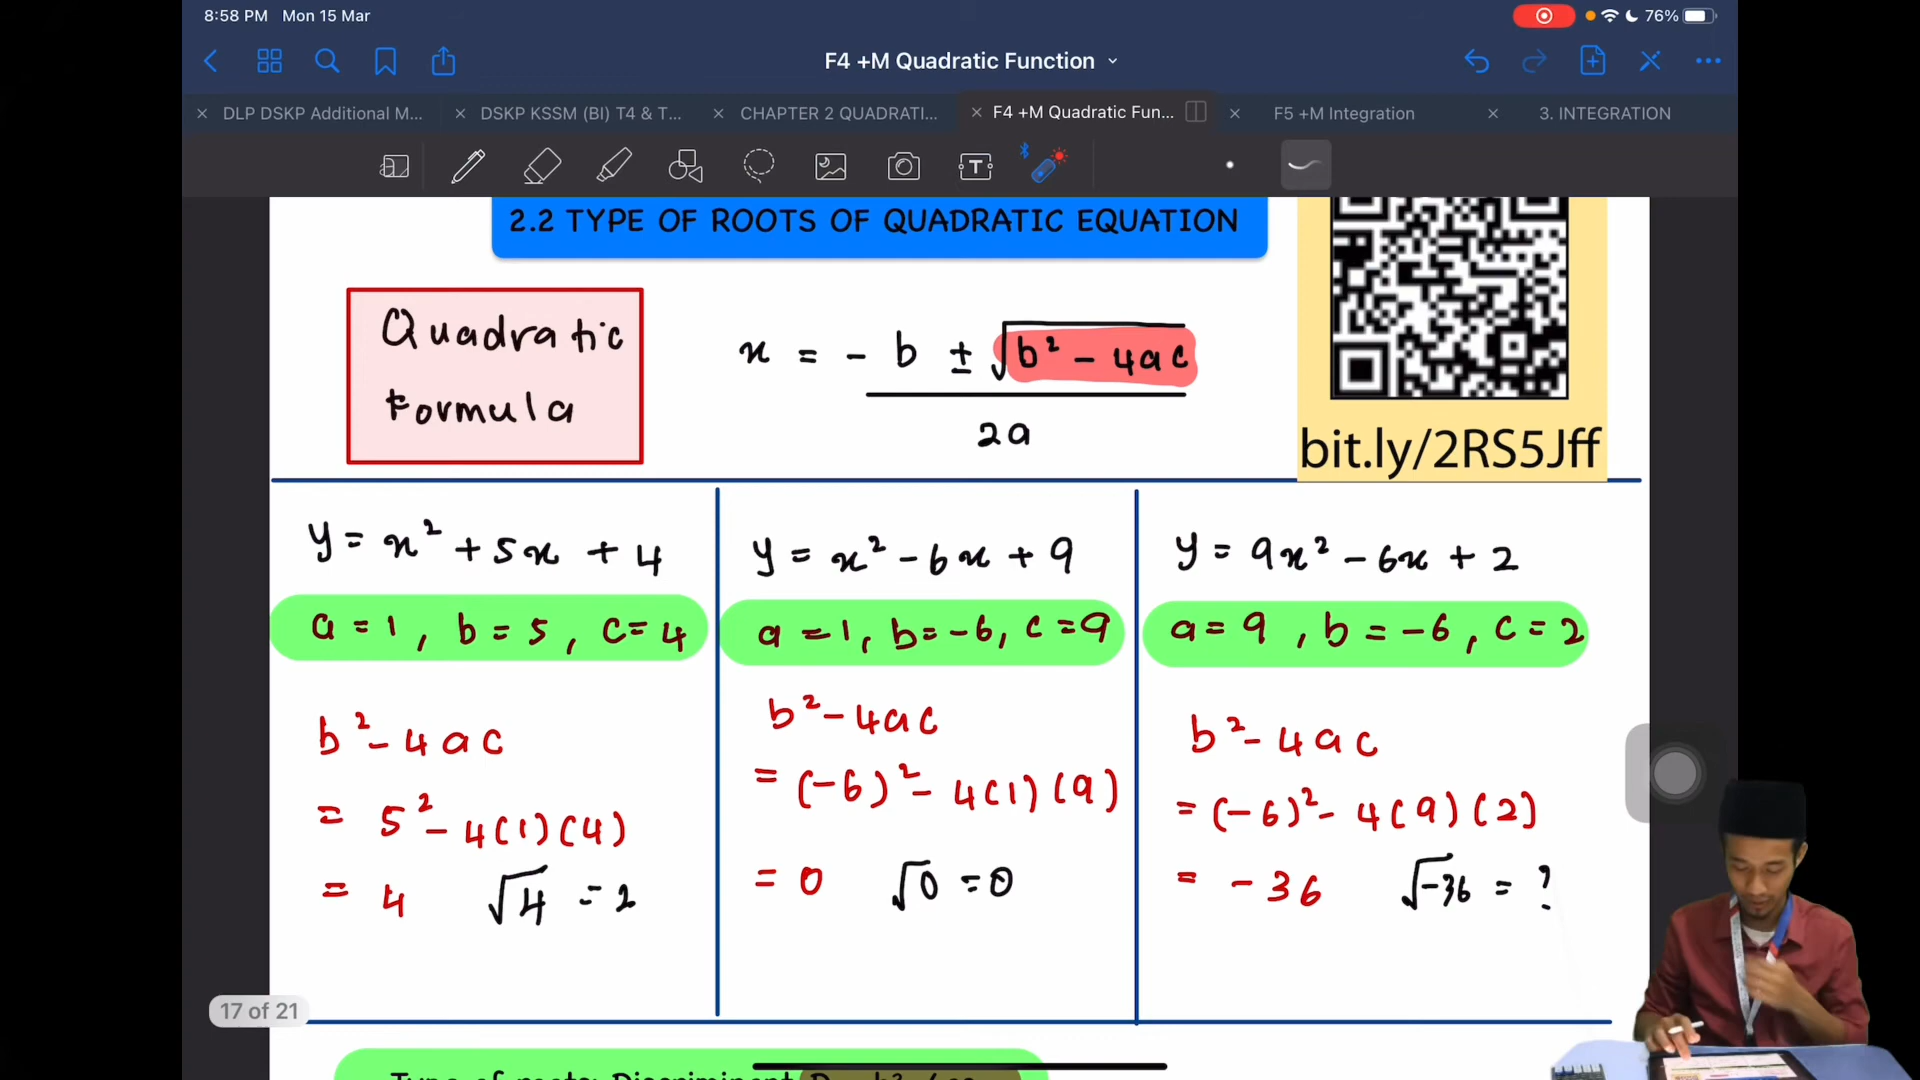 8:58 PM Mon 15 Mar
76%
F4 +M Quadratic Function
DLP DSKP Additional M...
DSKP KSSM (BI) T4 & T...
CHAPTER 2 QUADRATI...
F4 +M Quadratic Fun...
F5 +M Integration
3. INTEGRATION
2.2 TYPE OF ROOTS OF QUADRATIC EQUATION
Quadratic
Formula
x = - b ± √b² - 4ac
2a
bit.ly/2RS5Jff
y = x² + 5x + 4
a = 1, b = 5, c = 4
b² - 4ac
= 5² - 4(1)(4)
= 4 √4 = 2
y = x² - 6x + 9
a = 1, b = -6, c = 9
b² - 4ac
= (-6)² - 4(1)(9)
= 0 √0 = 0
y = 9x² - 6x + 2
a = 9, b = -6, c = 2
b² - 4ac
= (-6)² - 4(9)(2)
= -36 √-36 = ?
17 of 21
Type of roots: Discriminant